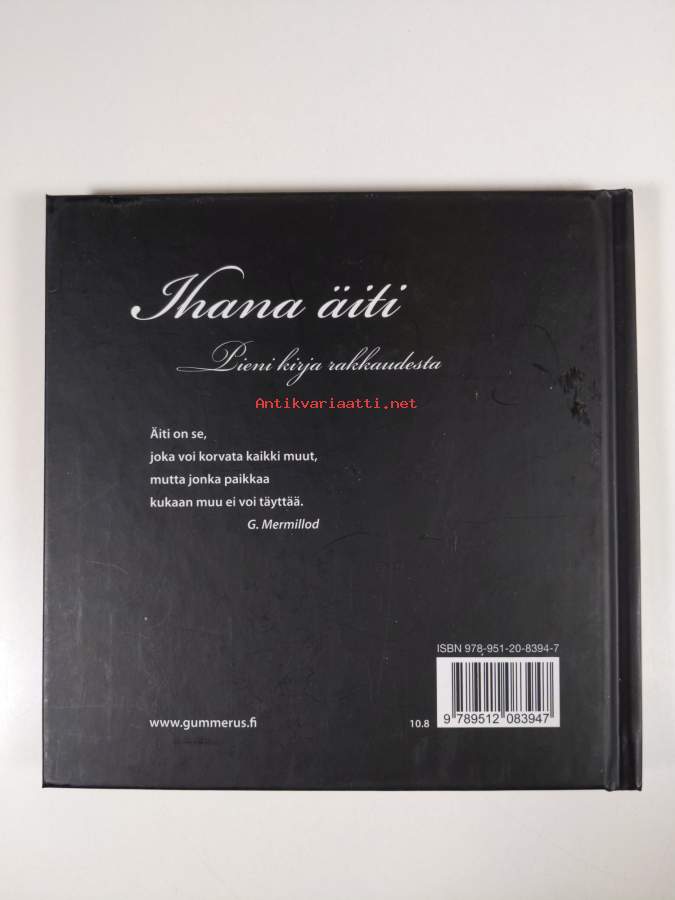 Ihana äiti
Pieni kirja rakkaudesta
Antikvariaatti.net
Äiti on se,
joka voi korvata kaikki muut,
mutta jonka paikkaa
kukaan muu ei voi täyttää.
G. Mermillod
ISBN 978-951-20-8394-7
9 789512 083947
www.gummerus.fi
10.8